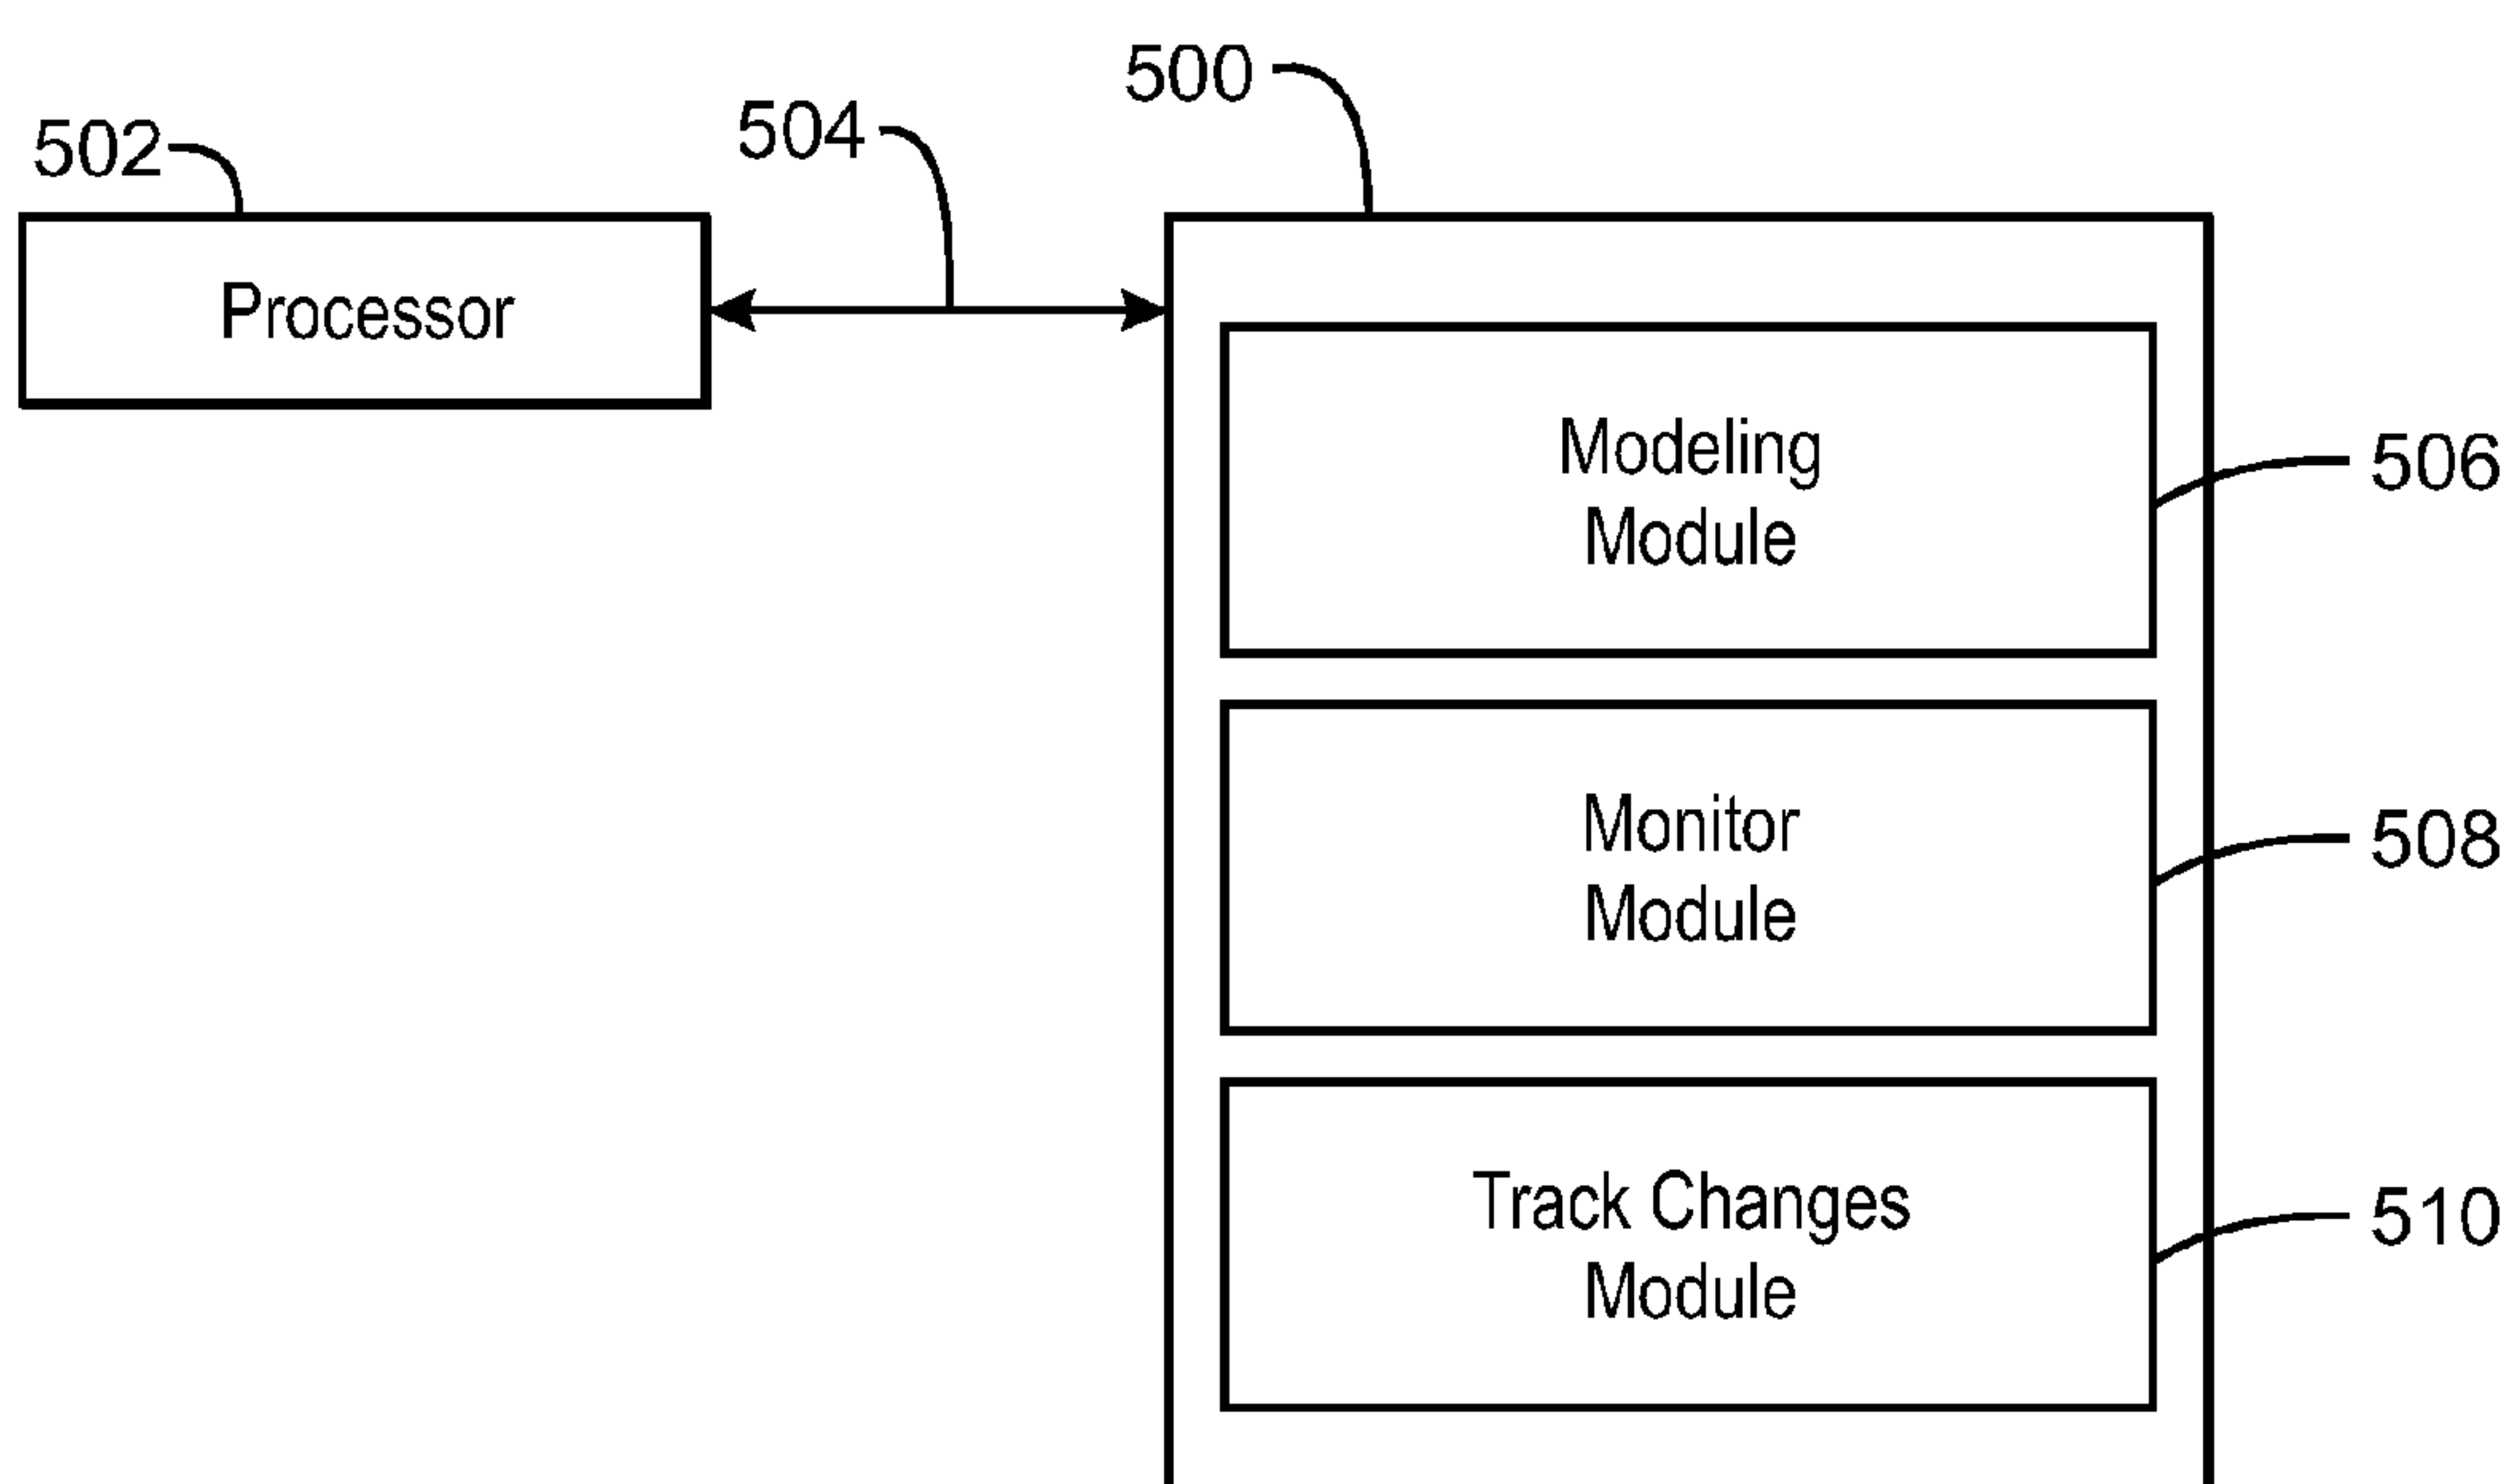 500
504
502
Processor
Modeling
Module
506
Monitor
Module
508
Track Changes
Module
510